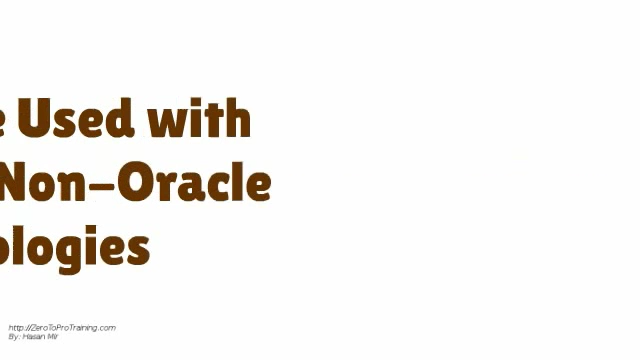 e Used with
Non-Oracle
ologies
http://ZeroToProTraining.com
By: Hasan Mir